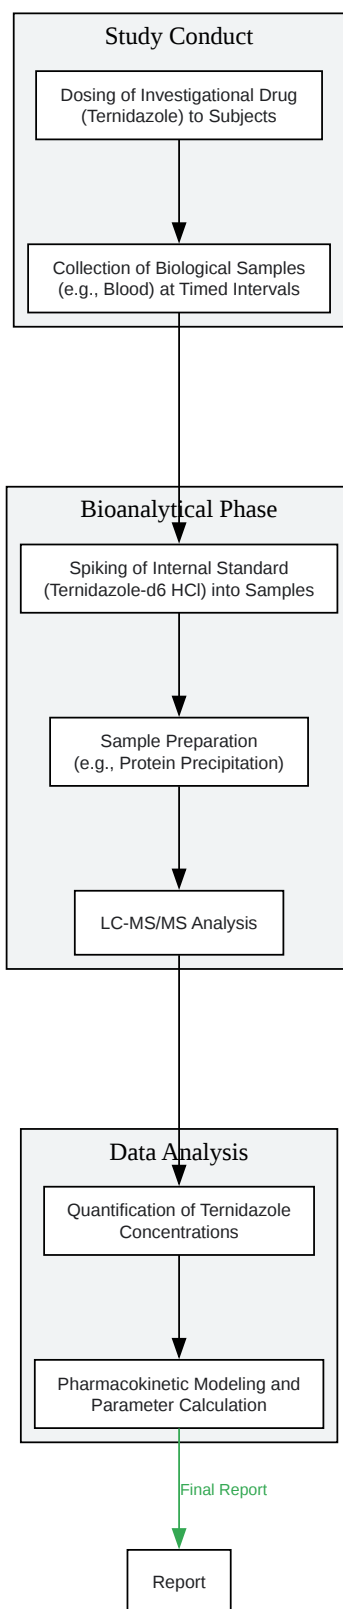 Study Conduct
Dosing of Investigational Drug
(Ternidazole) to Subjects
Collection of Biological Samples
(e.g., Blood) at Timed Intervals
Bioanalytical Phase
Spiking of Internal Standard
(Ternidazole-d6 HCl) into Samples
Sample Preparation
(e.g., Protein Precipitation)
LC-MS/MS Analysis
Data Analysis
Quantification of Ternidazole
Concentrations
Pharmacokinetic Modeling and
Parameter Calculation
Final Report
Report